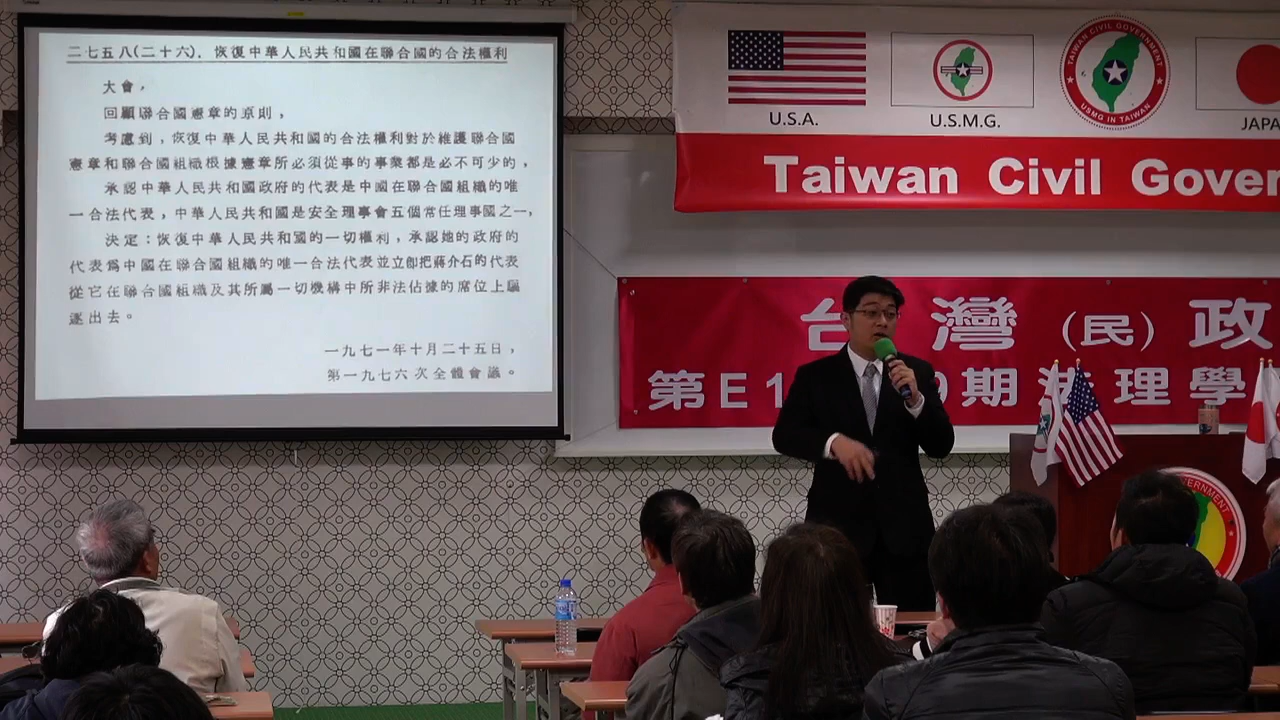 二七五八(二十六). 恢復中華人民共和國在聯合國的合法權利
大會，
回顧聯合國憲章的原則，
考慮到，恢復中華人民共和國的合法權利對於維護聯合國
憲章和聯合國組織根據憲章所必須從事的事業都是必不可少的，
承認中華人民共和國政府的代表是中國在聯合國組織的唯
一合法代表，中華人民共和國是安全理事會五個常任理事國之一，
決定：恢復中華人民共和國的一切權利，承認她的政府的
代表爲中國在聯合國組織的唯一合法代表並立卽把蔣介石的代表
從它在聯合國組織及其所屬一切機構中所非法佔據的席位上驅
逐出去。
一九七一年十月二十五日，
第一九七六次全體會議。
U.S.A.
U.S.M.G.
TAIWAN CIVIL GOVERNMENT
USMG IN TAIWAN
JAPA
Taiwan Civil Gover
台灣(民)政
第E1 9期法理學
GOVERNMENT